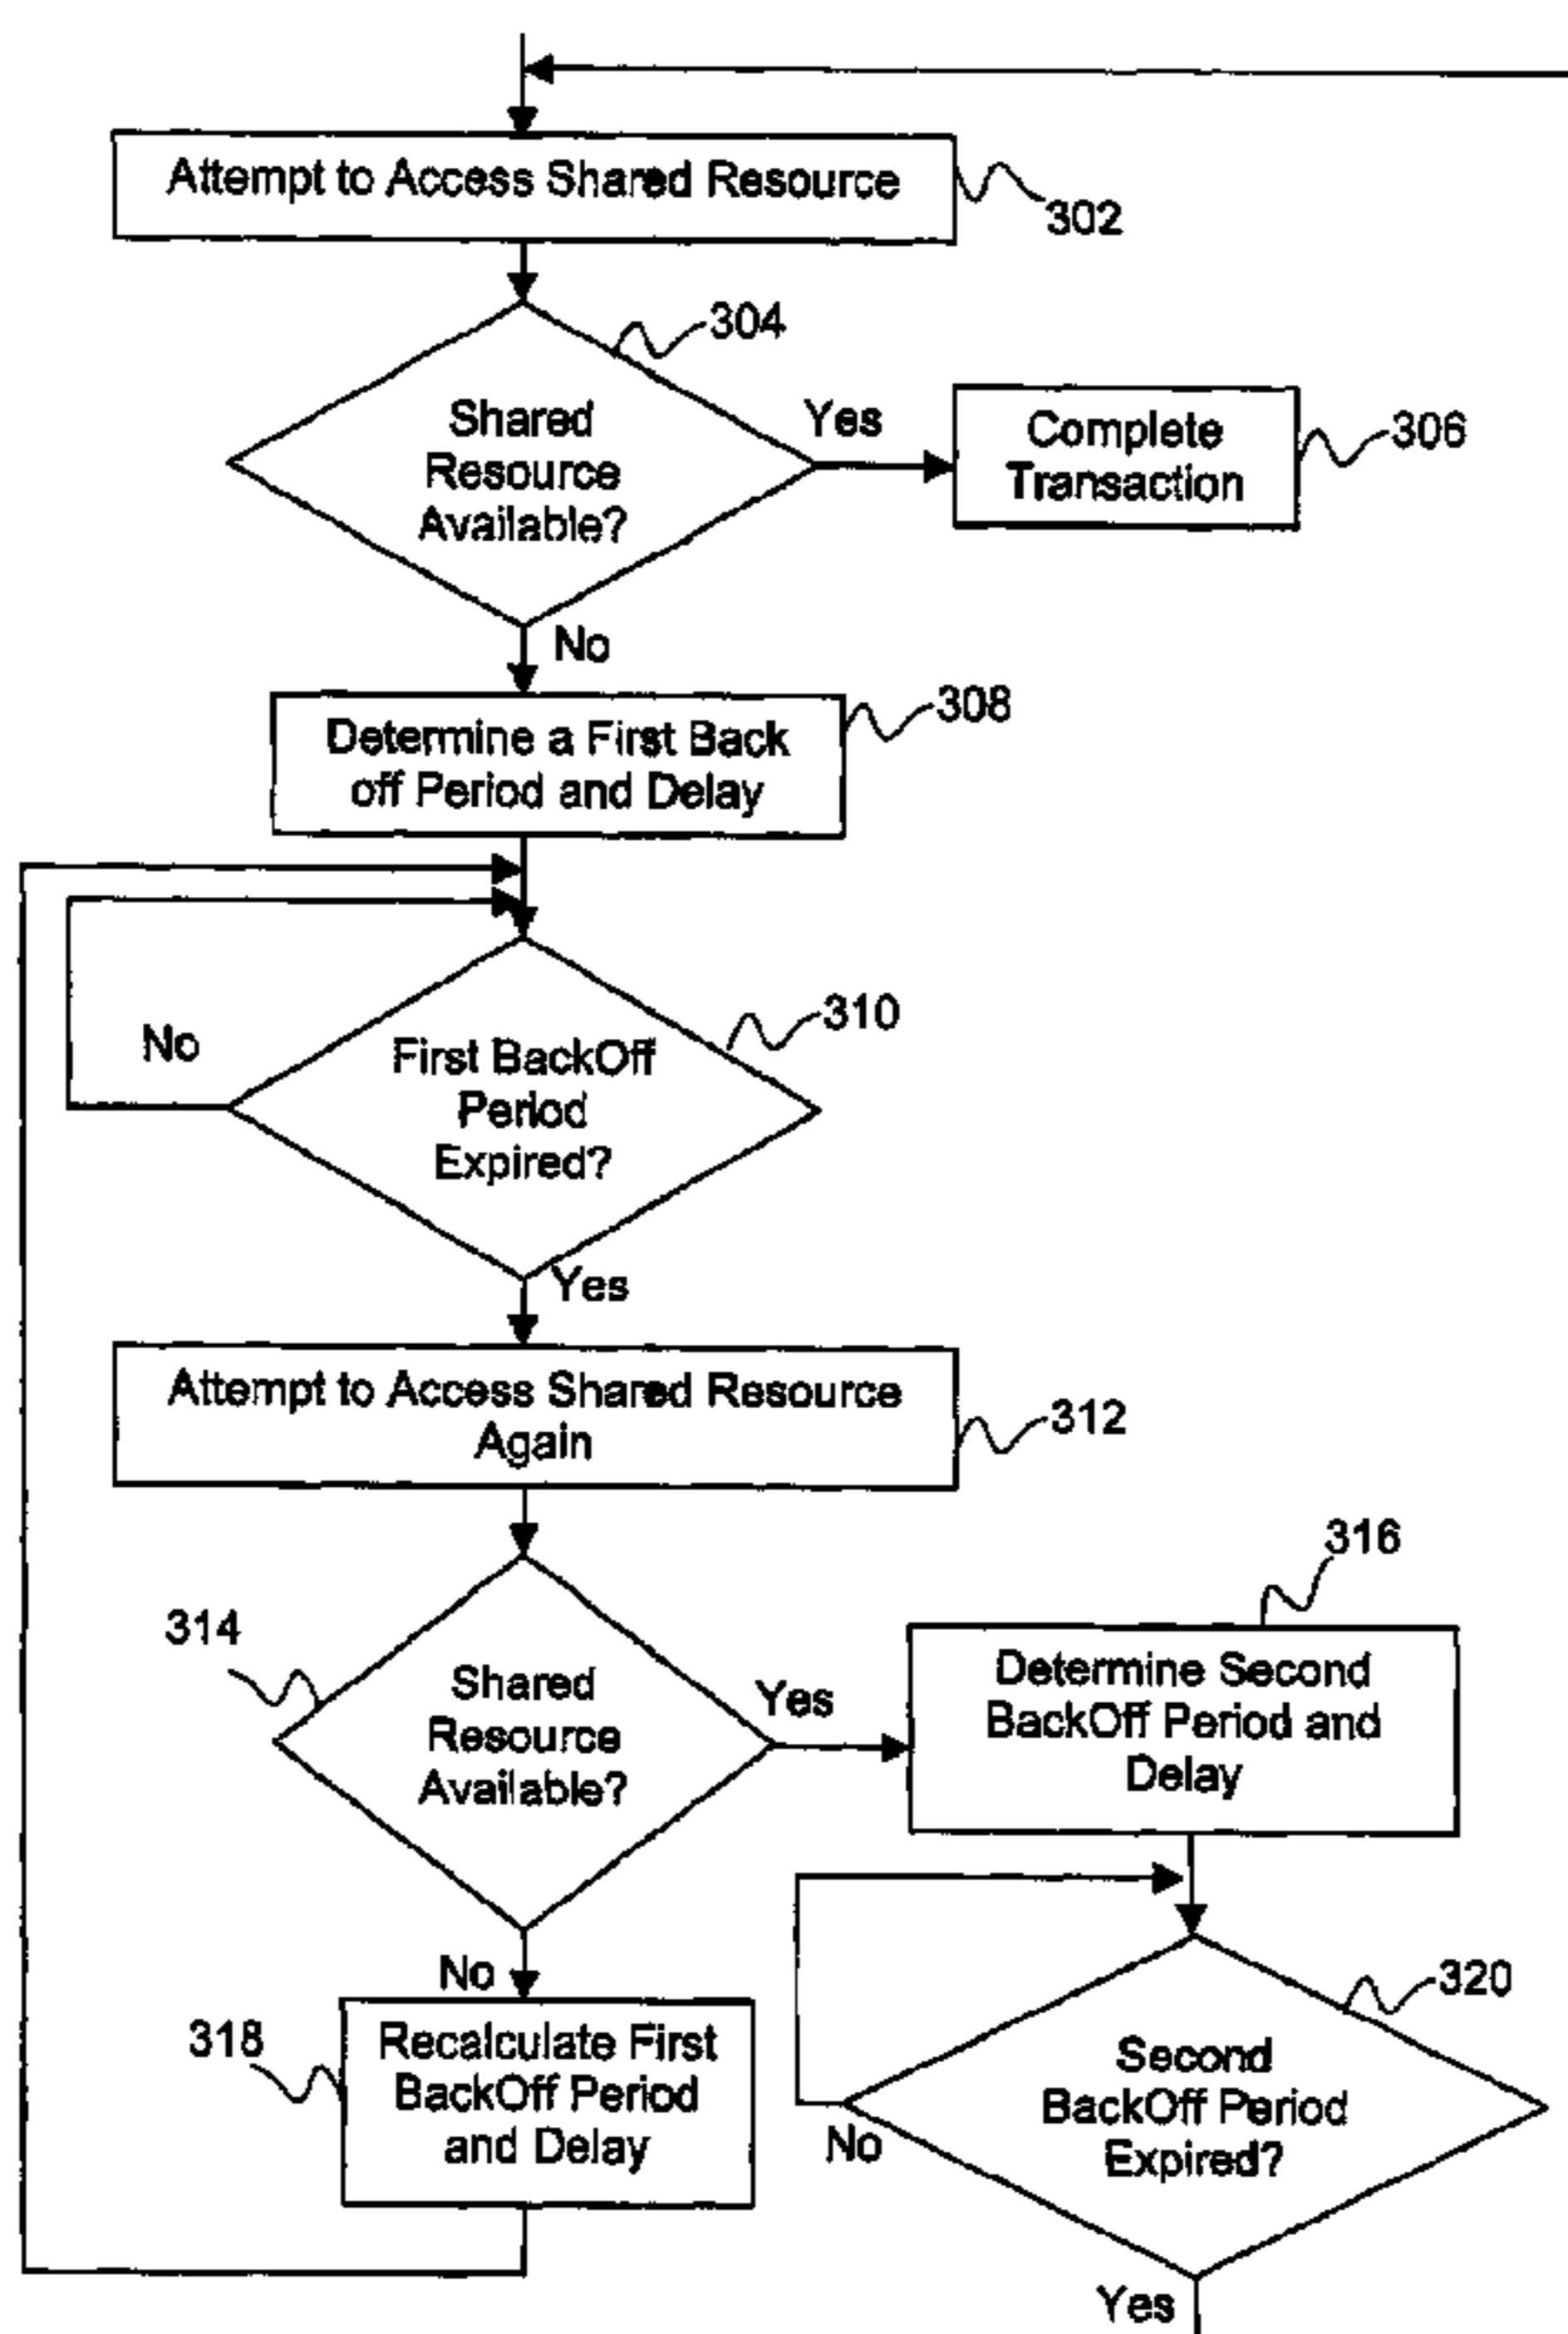 Attempt to Access Shared Resource
302
304
Shared
Resource
Available?
Yes
Complete
Transaction
306
No
308
Determine a First Back
off Period and Delay
310
No
First BackOff
Period
Expired?
Yes
Attempt to Access Shared Resource
Again
312
314
Shared
Resource
Available?
Yes
316
Determine Second
BackOff Period and
Delay
No
318
Recalculate First
BackOff Period
and Delay
320
Second
BackOff Period
Expired?
No
Yes